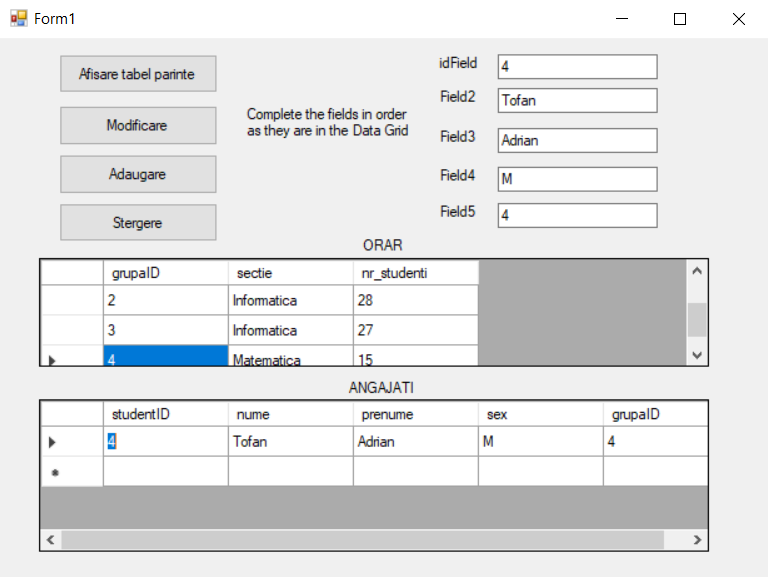 Form1
Afisare tabel parinte
Modificare
Adaugare
Stergere
Complete the fields in order
as they are in the Data Grid
idField 4
Field2 Tofan
Field3 Adrian
Field4 M
Field5 4
ORAR
grupaID sectie nr_studenti
2 Informatica 28
3 Informatica 27
4 Matematica 15
ANGAJATI
studentID nume prenume sex grupaID
4 Tofan Adrian M 4